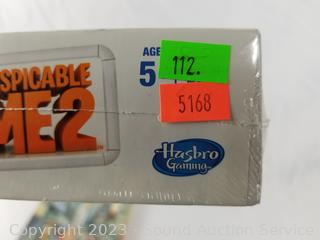 SPICABLE
ME2
AGE
5
112.
5168
Hasbro
Gaming
Copyright 2023 - Sound Auction Service